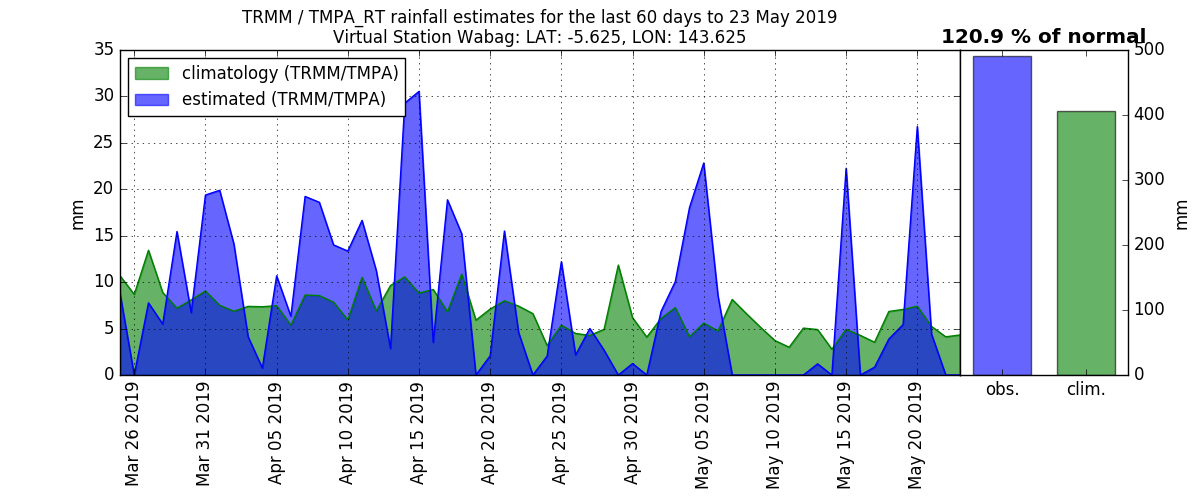 TRMM / TMPA_RT rainfall estimates for the last 60 days to 23 May 2019
Virtual Station Wabag: LAT: -5.625, LON: 143.625
120.9 % of normal
climatology (TRMM/TMPA)
estimated (TRMM/TMPA)
35
30
25
20
15
10
5
0
mm
Mar 26 2019
Mar 31 2019
Apr 05 2019
Apr 10 2019
Apr 15 2019
Apr 20 2019
Apr 25 2019
Apr 30 2019
May 05 2019
May 10 2019
May 15 2019
May 20 2019
obs.
clim.
500
400
300
200
100
0
mm